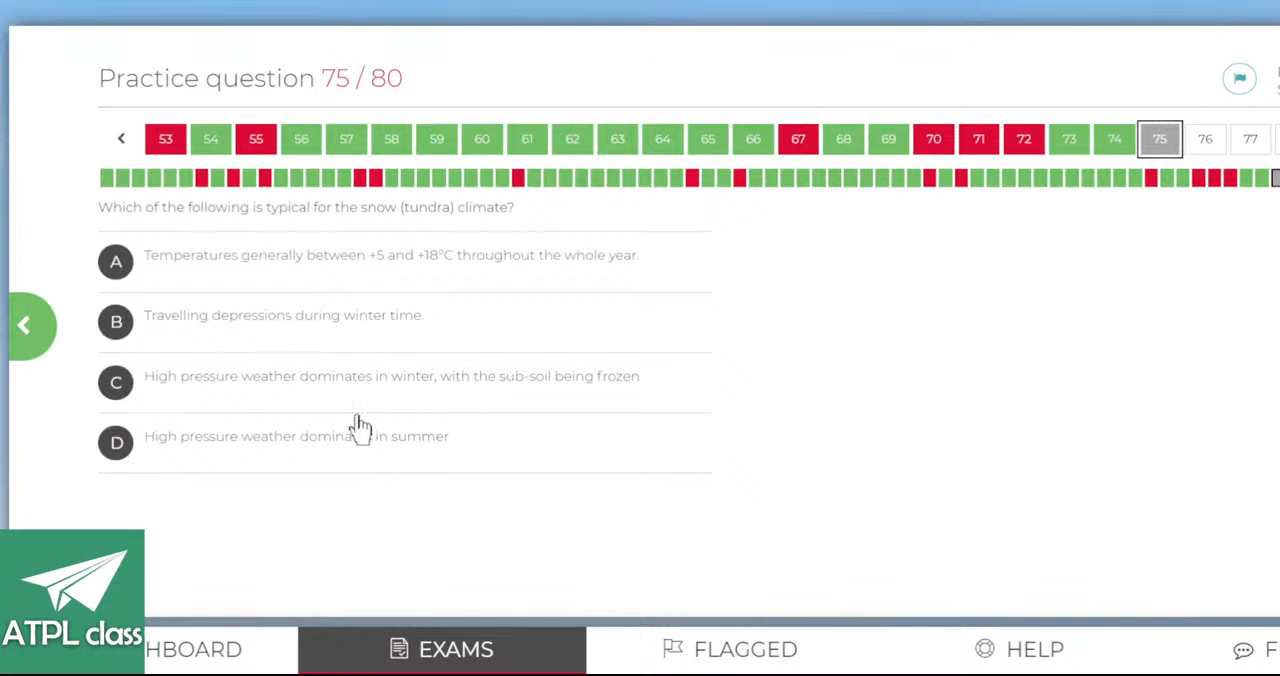 Practice question 75 / 80
53 54 55 56 57 58 59 60 61 62 63 64 65 66 67 68 69 70 71 72 73 74 75 76 77
Which of the following is typical for the snow (tundra) climate?
A Temperatures generally between +5 and +18°C throughout the whole year.
B Travelling depressions during winter time.
C High pressure weather dominates in winter, with the sub-soil being frozen
D High pressure weather in summer
ATPL class
HBOARD EXAMS FLAGGED HELP